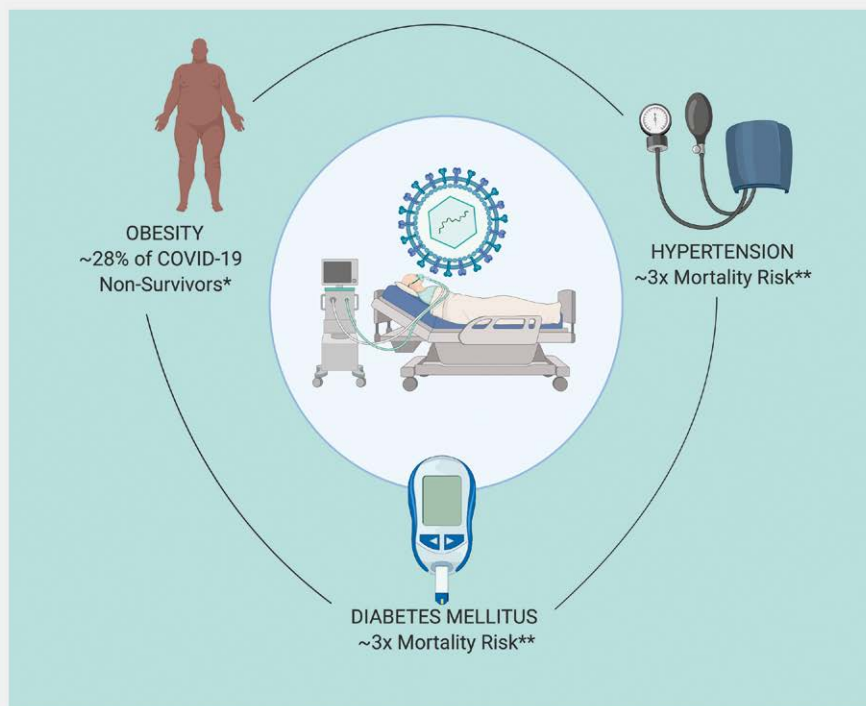 OBESITY
~28% of COVID-19
Non-Survivors*
HYPERTENSION
~3x Mortality Risk**
DIABETES MELLITUS
~3x Mortality Risk**